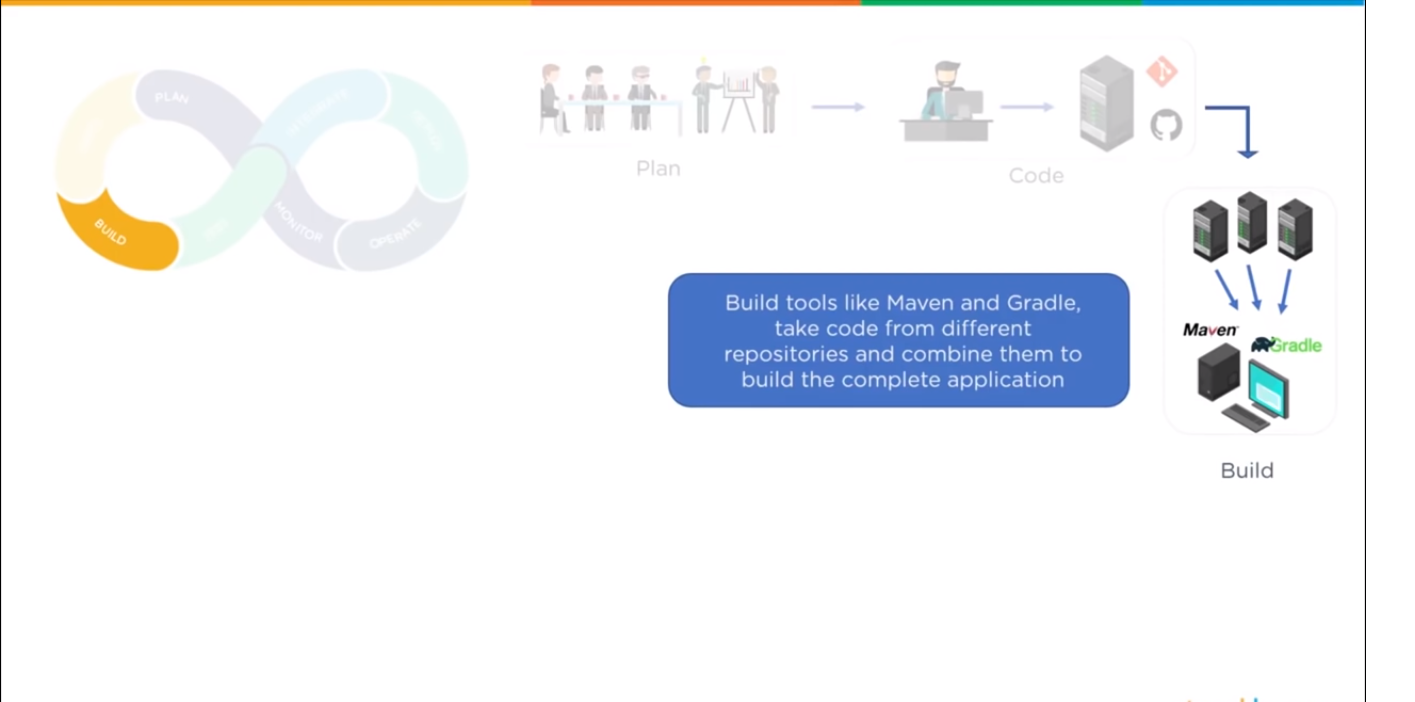 PLAN
BUILD
MONITOR
OPERATE
Plan
Code
Build tools like Maven and Gradle,
take code from different
repositories and combine them to
build the complete application
Maven
Gradle
Build